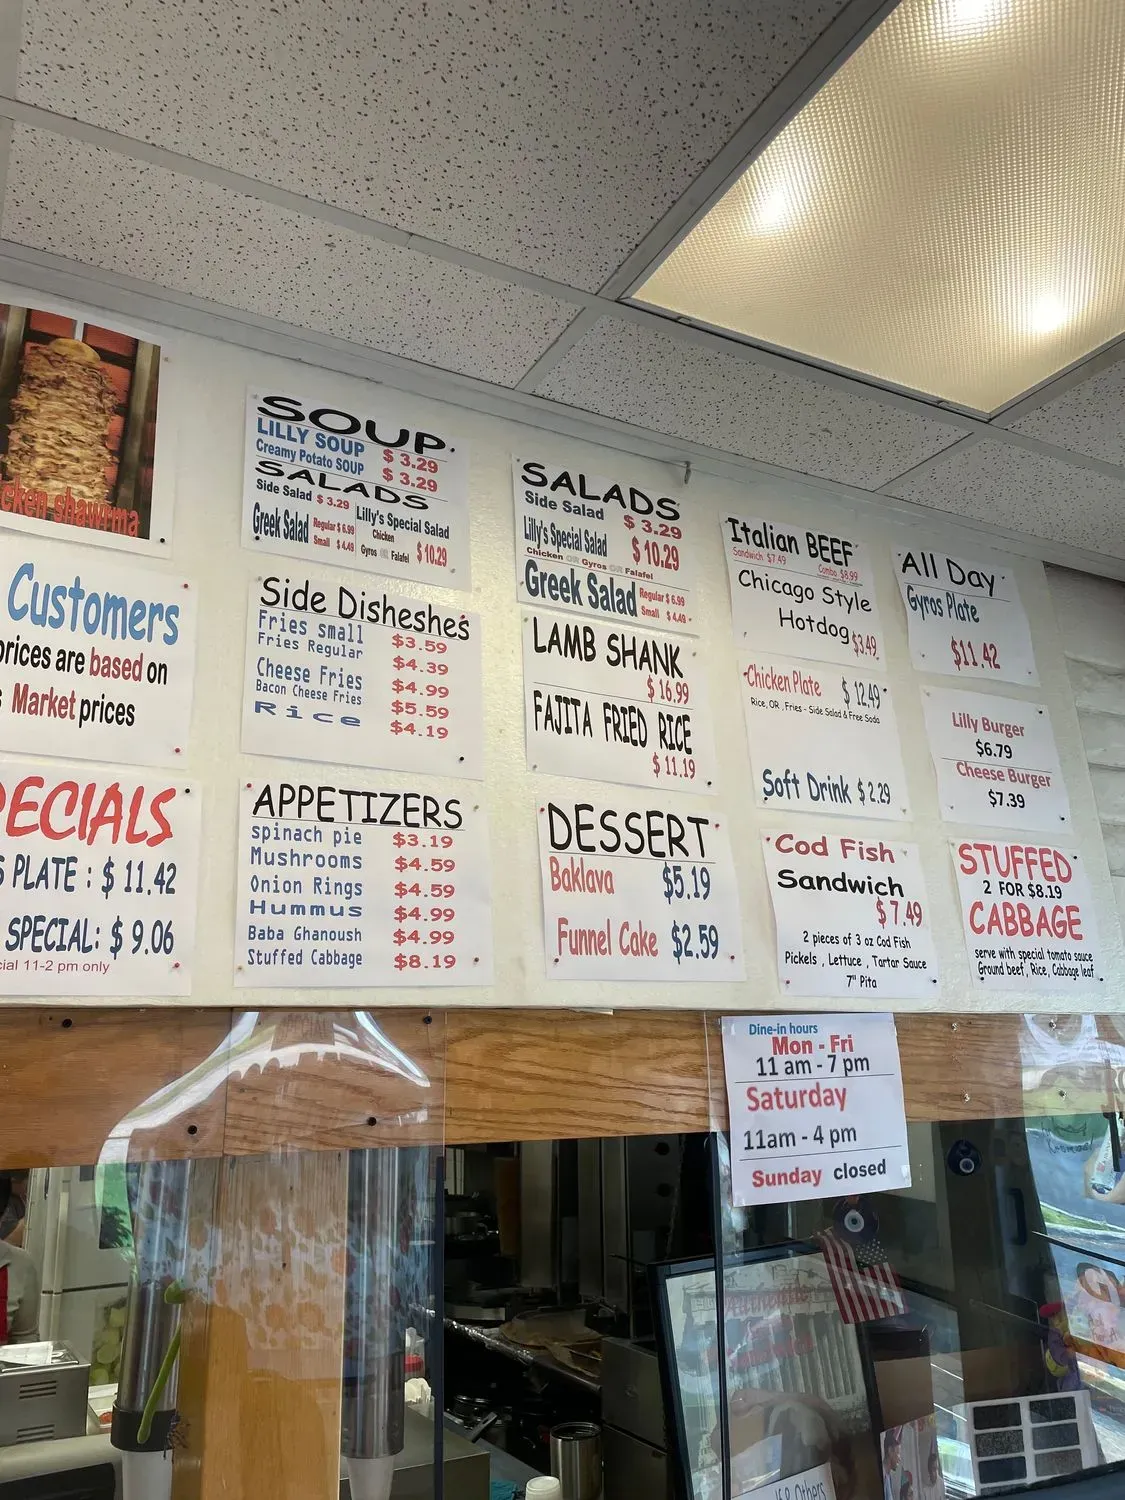 cken shawrma
Customers
prices are based on
Market prices
SPECIALS
PLATE : $ 11.42
SPECIAL: $ 9.06
11-2 pm only
SOUP
LILLY SOUP $ 3.29
Creamy Potato SOUP $ 3.29
SALADS
Side Salad $ 3.29
Greek Salad Regular $ 6.99
Small $ 4.49
Lilly's Special Salad
Chicken
Gyros OR Falafel $ 10.29
Side Disheshes
Fries small $3.59
Fries Regular $4.39
Cheese Fries $4.99
Bacon Cheese Fries $5.59
Rice $4.19
APPETIZERS
spinach pie $3.19
Mushrooms $4.59
Onion Rings $4.59
Hummus $4.99
Baba Ghanoush $4.99
Stuffed Cabbage $8.19
SALADS
Side Salad $ 3.29
Lilly's Special Salad $ 10.29
Chicken OR Gyros OR Falafel
Greek Salad Regular $ 6.99
Small $ 4.49
LAMB SHANK
$ 16.99
FAJITA FRIED RICE
$ 11.19
DESSERT
Baklava $5.19
Funnel Cake $2.59
Italian BEEF
Sandwich $7.49 Combo $8.99
Chicago Style
Hotdog $3.49
Chicken Plate $ 12.49
Rice, OR , Fries - Side Salad & Free Soda
Soft Drink $ 2.29
Cod Fish
Sandwich
$ 7.49
2 pieces of 3 oz Cod Fish
Pickels , Lettuce , Tartar Sauce
7" Pita
All Day
Gyros Plate
$11.42
Lilly Burger
$6.79
Cheese Burger
$7.39
STUFFED
2 FOR $8.19
CABBAGE
serve with special tomato sauce
Ground beef, Rice, Cabbage leaf
Dine-in hours
Mon - Fri
11 am - 7 pm
Saturday
11am - 4 pm
Sunday closed
Others